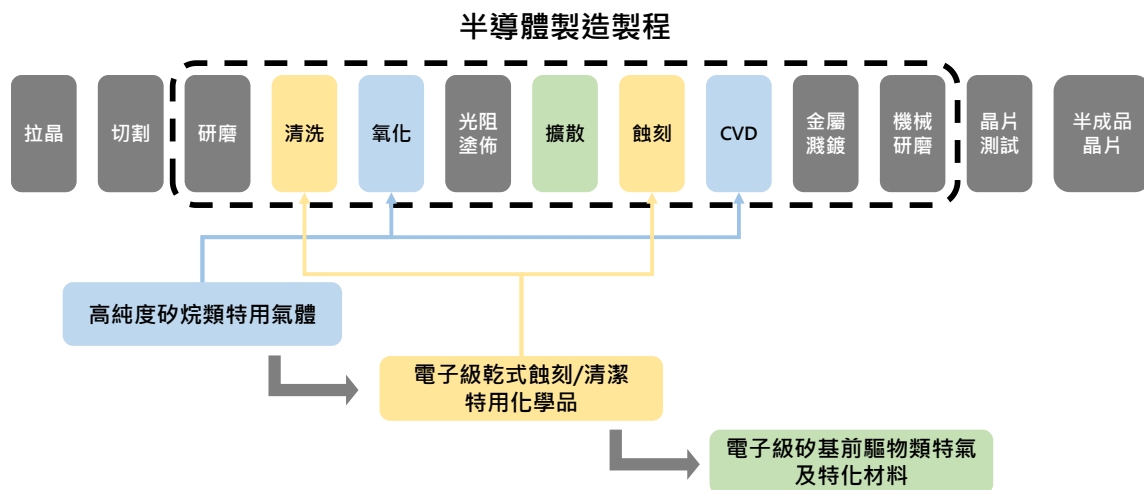 半導體製造製程
拉晶
切割
研磨
清洗
氧化
光阻
塗佈
擴散
蝕刻
CVD
金屬
濺鍍
機械
研磨
晶片
測試
半成品
晶片
高純度矽烷類特用氣體
電子級乾式蝕刻/清潔
特用化學品
電子級矽基前驅物類特氣
及特化材料